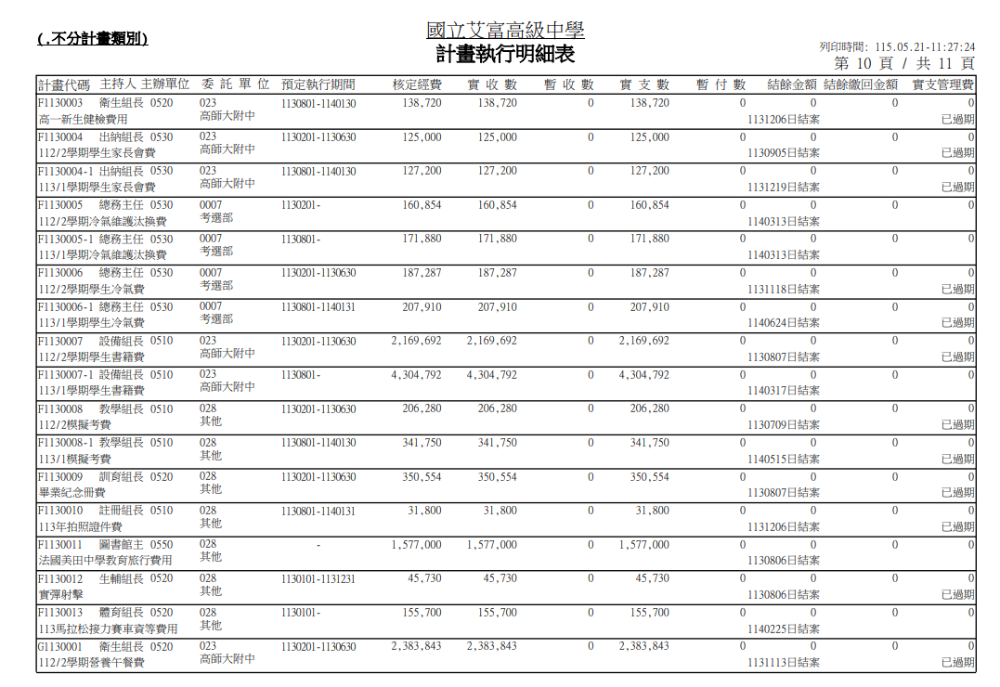 (.不分計畫類別)
國立艾富高級中學
計畫執行明細表
列印時間: 115.05.21-11:27:24
第 10 頁 / 共 11 頁
計畫代碼 主持人 主辦單位 委 託 單 位 預定執行期間 核定經費 實 收 數 暫 收 數 實 支 數 暫 付 數 結餘金額 結餘繳回金額 實支管理費
F1130003 衛生組長 0520 023 1130801-1140130 138,720 138,720 0 138,720 0 0 0 0
高一新生健檢費用 高師大附中 1131206日結案 已過期
F1130004 出納組長 0530 023 1130201-1130630 125,000 125,000 0 125,000 0 0 0 0
112/2學期學生家長會費 高師大附中 1130905日結案 已過期
F1130004-1 出納組長 0530 023 1130801-1140130 127,200 127,200 0 127,200 0 0 0 0
113/1學期學生家長會費 高師大附中 1131219日結案 已過期
F1130005 總務主任 0530 0007 1130201- 160,854 160,854 0 160,854 0 0 0 0
112/2學期冷氣維護汰換費 考選部 1140313日結案
F1130005-1 總務主任 0530 0007 1130801- 171,880 171,880 0 171,880 0 0 0 0
113/1學期冷氣維護汰換費 考選部 1140313日結案
F1130006 總務主任 0530 0007 1130201-1130630 187,287 187,287 0 187,287 0 0 0 0
112/2學期學生冷氣費 考選部 1131118日結案 已過期
F1130006-1 總務主任 0530 0007 1130801-1140131 207,910 207,910 0 207,910 0 0 0 0
113/1學期學生冷氣費 考選部 1140624日結案 已過期
F1130007 設備組長 0510 023 1130201-1130630 2,169,692 2,169,692 0 2,169,692 0 0 0 0
112/2學期學生書籍費 高師大附中 1130807日結案 已過期
F1130007-1 設備組長 0510 023 1130801- 4,304,792 4,304,792 0 4,304,792 0 0 0 0
113/1學期學生書籍費 高師大附中 1140317日結案
F1130008 教學組長 0510 028 1130201-1130630 206,280 206,280 0 206,280 0 0 0 0
112/2模擬考費 其他 1130709日結案 已過期
F1130008-1 教學組長 0510 028 1130801-1140130 341,750 341,750 0 341,750 0 0 0 0
113/1模擬考費 其他 1140515日結案 已過期
F1130009 訓育組長 0520 028 1130201-1130630 350,554 350,554 0 350,554 0 0 0 0
畢業紀念冊費 其他 1130807日結案 已過期
F1130010 註冊組長 0510 028 1130801-1140131 31,800 31,800 0 31,800 0 0 0 0
113年拍照證件費 其他 1131206日結案 已過期
F1130011 圖書館主 0550 028 - 1,577,000 1,577,000 0 1,577,000 0 0 0 0
法國美田中學教育旅行費用 其他 1130806日結案
F1130012 生輔組長 0520 028 1130101-1131231 45,730 45,730 0 45,730 0 0 0 0
實彈射擊 其他 1130806日結案 已過期
F1130013 體育組長 0520 028 1130101- 155,700 155,700 0 155,700 0 0 0 0
113馬拉松接力賽車資等費用 其他 1140225日結案
G1130001 衛生組長 0520 023 1130201-1130630 2,383,843 2,383,843 0 2,383,843 0 0 0 0
112/2學期營養午餐費 高師大附中 1131113日結案 已過期